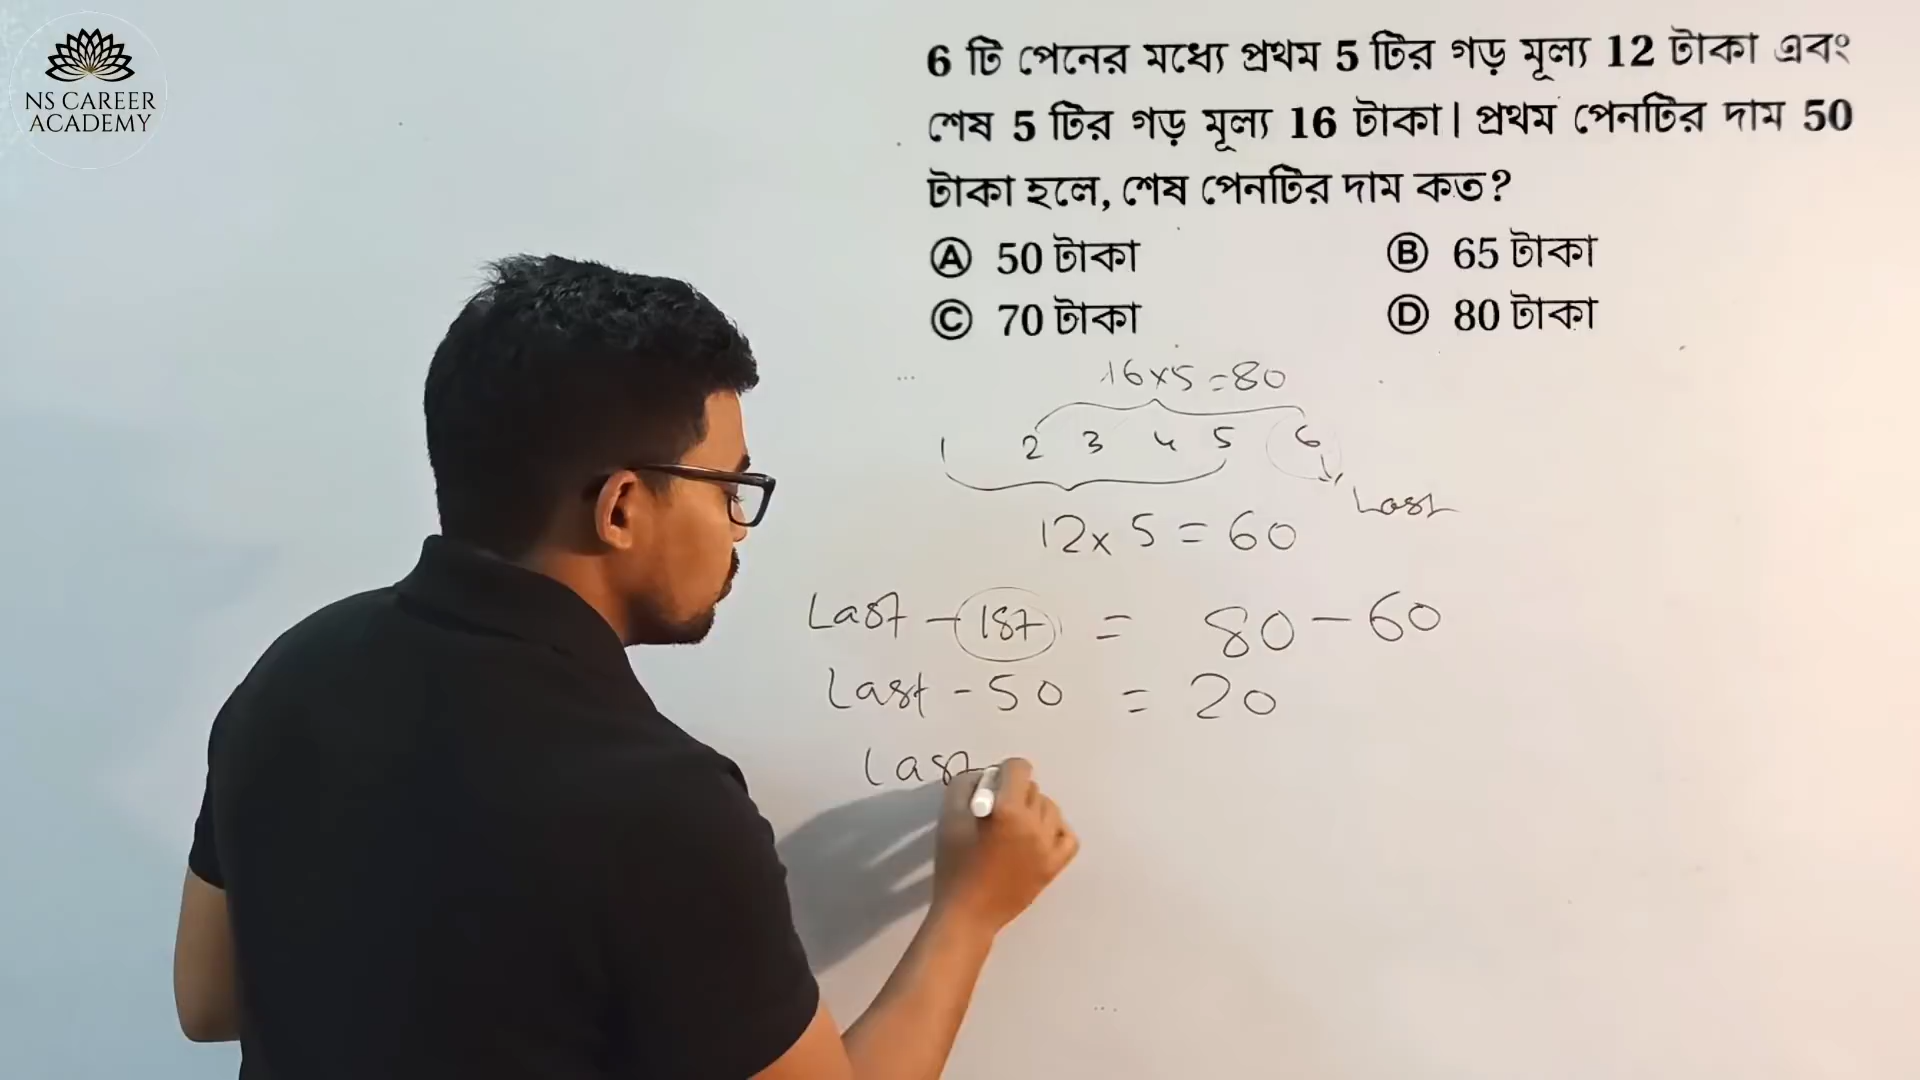 NS CAREER
ACADEMY
6 টি পেনের মধ্যে প্রথম 5 টির গড় মূল্য 12 টাকা এবং
শেষ 5 টির গড় মূল্য 16 টাকা। প্রথম পেনটির দাম 50
টাকা হলে, শেষ পেনটির দাম কত?
Ⓐ 50 টাকা Ⓑ 65 টাকা
Ⓒ 70 টাকা Ⓓ 80 টাকা
16×5=80
1 2 3 4 5 6
Last
12×5=60
Last - 1st = 80-60
Last - 50 = 20
Last